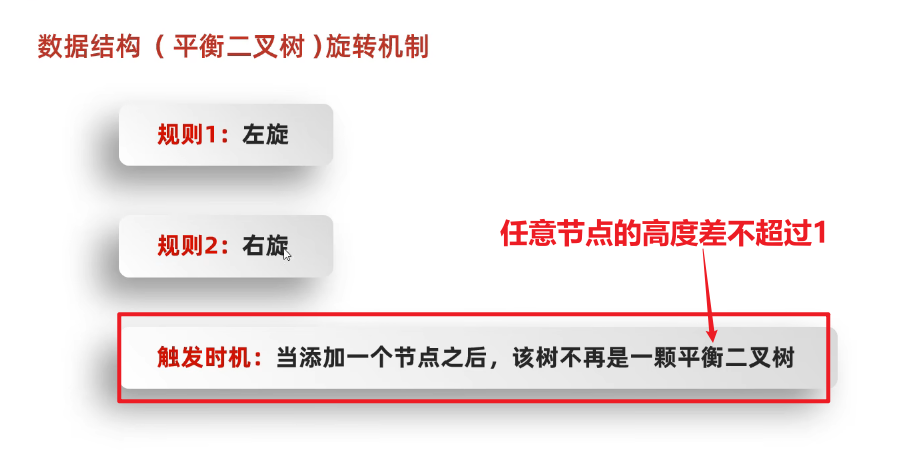 数据结构（平衡二叉树）旋转机制
规则1：左旋
规则2：右旋
任意节点的高度差不超过1
触发时机：当添加一个节点之后，该树不再是一颗平衡二叉树